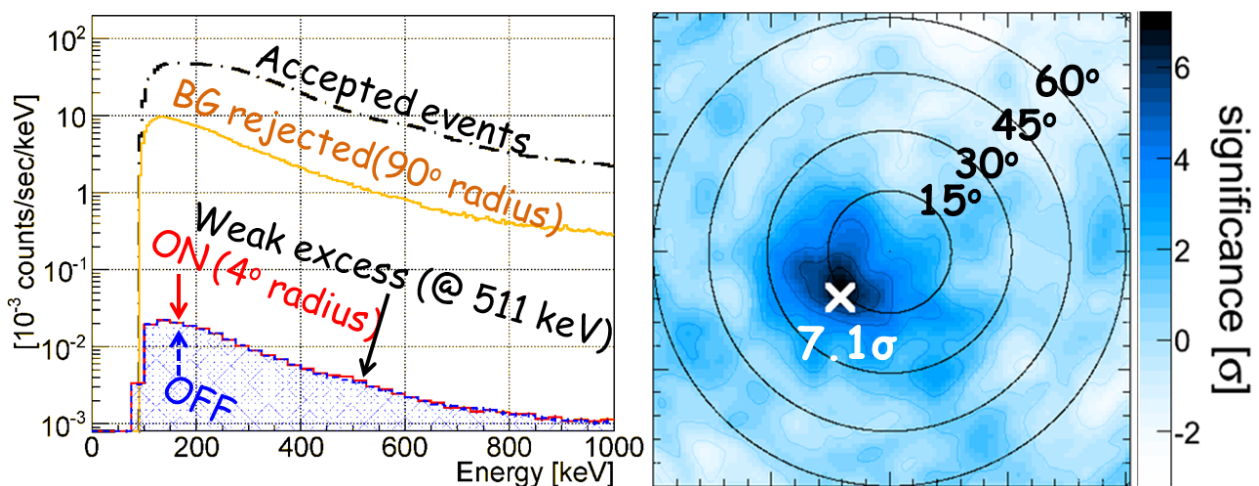 [10⁻³ counts/sec/keV]
10²
10
1
10⁻¹
10⁻²
10⁻³
Accepted events
BG rejected(90° radius)
Weak excess (@ 511 keV)
ON(4° radius)
OFF
0 200 400 600 800 1000
Energy [keV]
60°
45°
30°
15°
7.1σ
6
4
2
0
-2
significance [σ]